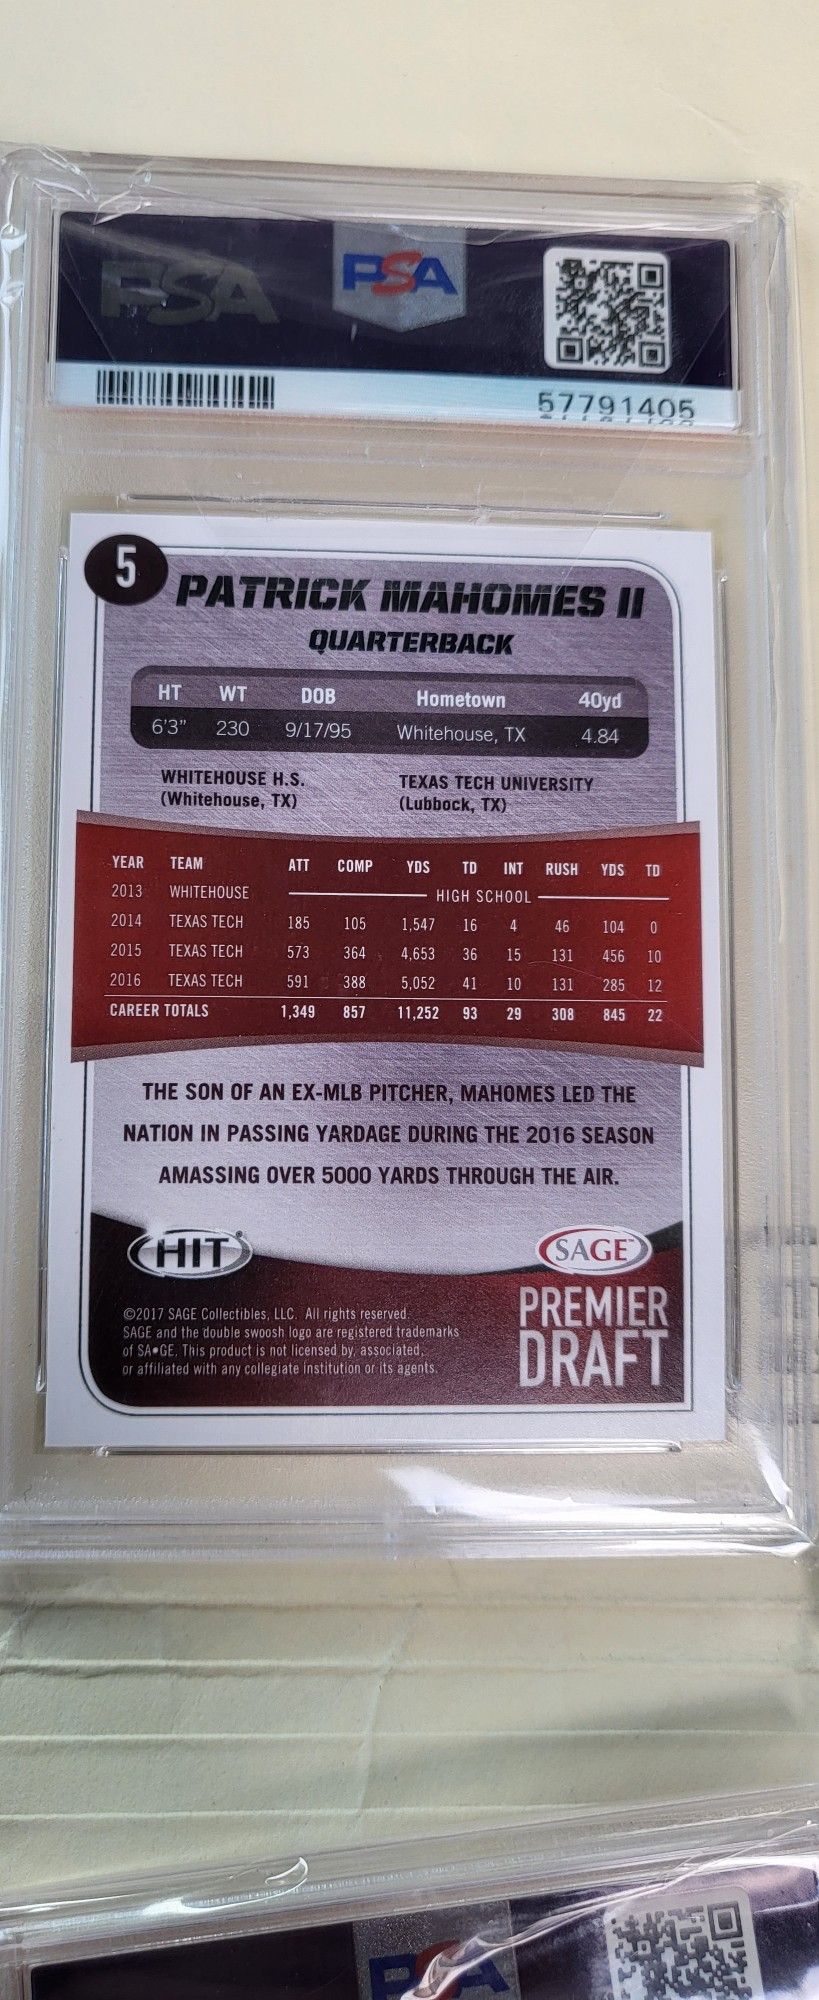 PSA
PSA
57791405
5
PATRICK MAHOMES II
QUARTERBACK
HT WT DOB Hometown 40yd
6'3" 230 9/17/95 Whitehouse, TX 4.84
WHITEHOUSE H.S. TEXAS TECH UNIVERSITY
(Whitehouse, TX) (Lubbock, TX)
YEAR TEAM ATT COMP YDS TD INT RUSH YDS TD
2013 WHITEHOUSE HIGH SCHOOL
2014 TEXAS TECH 185 105 1,547 16 4 46 104 0
2015 TEXAS TECH 573 364 4,653 36 15 131 456 10
2016 TEXAS TECH 591 388 5,052 41 10 131 285 12
CAREER TOTALS 1,349 857 11,252 93 29 308 845 22
THE SON OF AN EX-MLB PITCHER, MAHOMES LED THE
NATION IN PASSING YARDAGE DURING THE 2016 SEASON
AMASSING OVER 5000 YARDS THROUGH THE AIR.
HIT® SAGE™
PREMIER
DRAFT
©2017 SAGE Collectibles, LLC. All rights reserved.
SAGE and the double swoosh logo are registered trademarks
of SA•GE. This product is not licensed by, associated,
or affiliated with any collegiate institution or its agents.
PSA